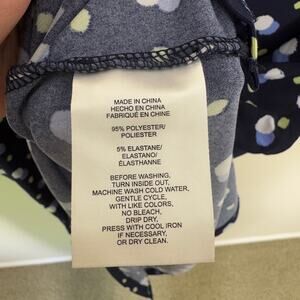 MADE IN CHINA
HECHO EN CHINA
FABRIQUÉ EN CHINE
95% POLYESTER/
POLIESTER
5% ELASTANE/
ELASTANO/
ÉLASTHANNE
BEFORE WASHING,
TURN INSIDE OUT,
MACHINE WASH COLD WATER,
GENTLE CYCLE,
WITH LIKE COLORS,
NO BLEACH,
DRIP DRY,
PRESS WITH COOL IRON
IF NECESSARY,
OR DRY CLEAN.